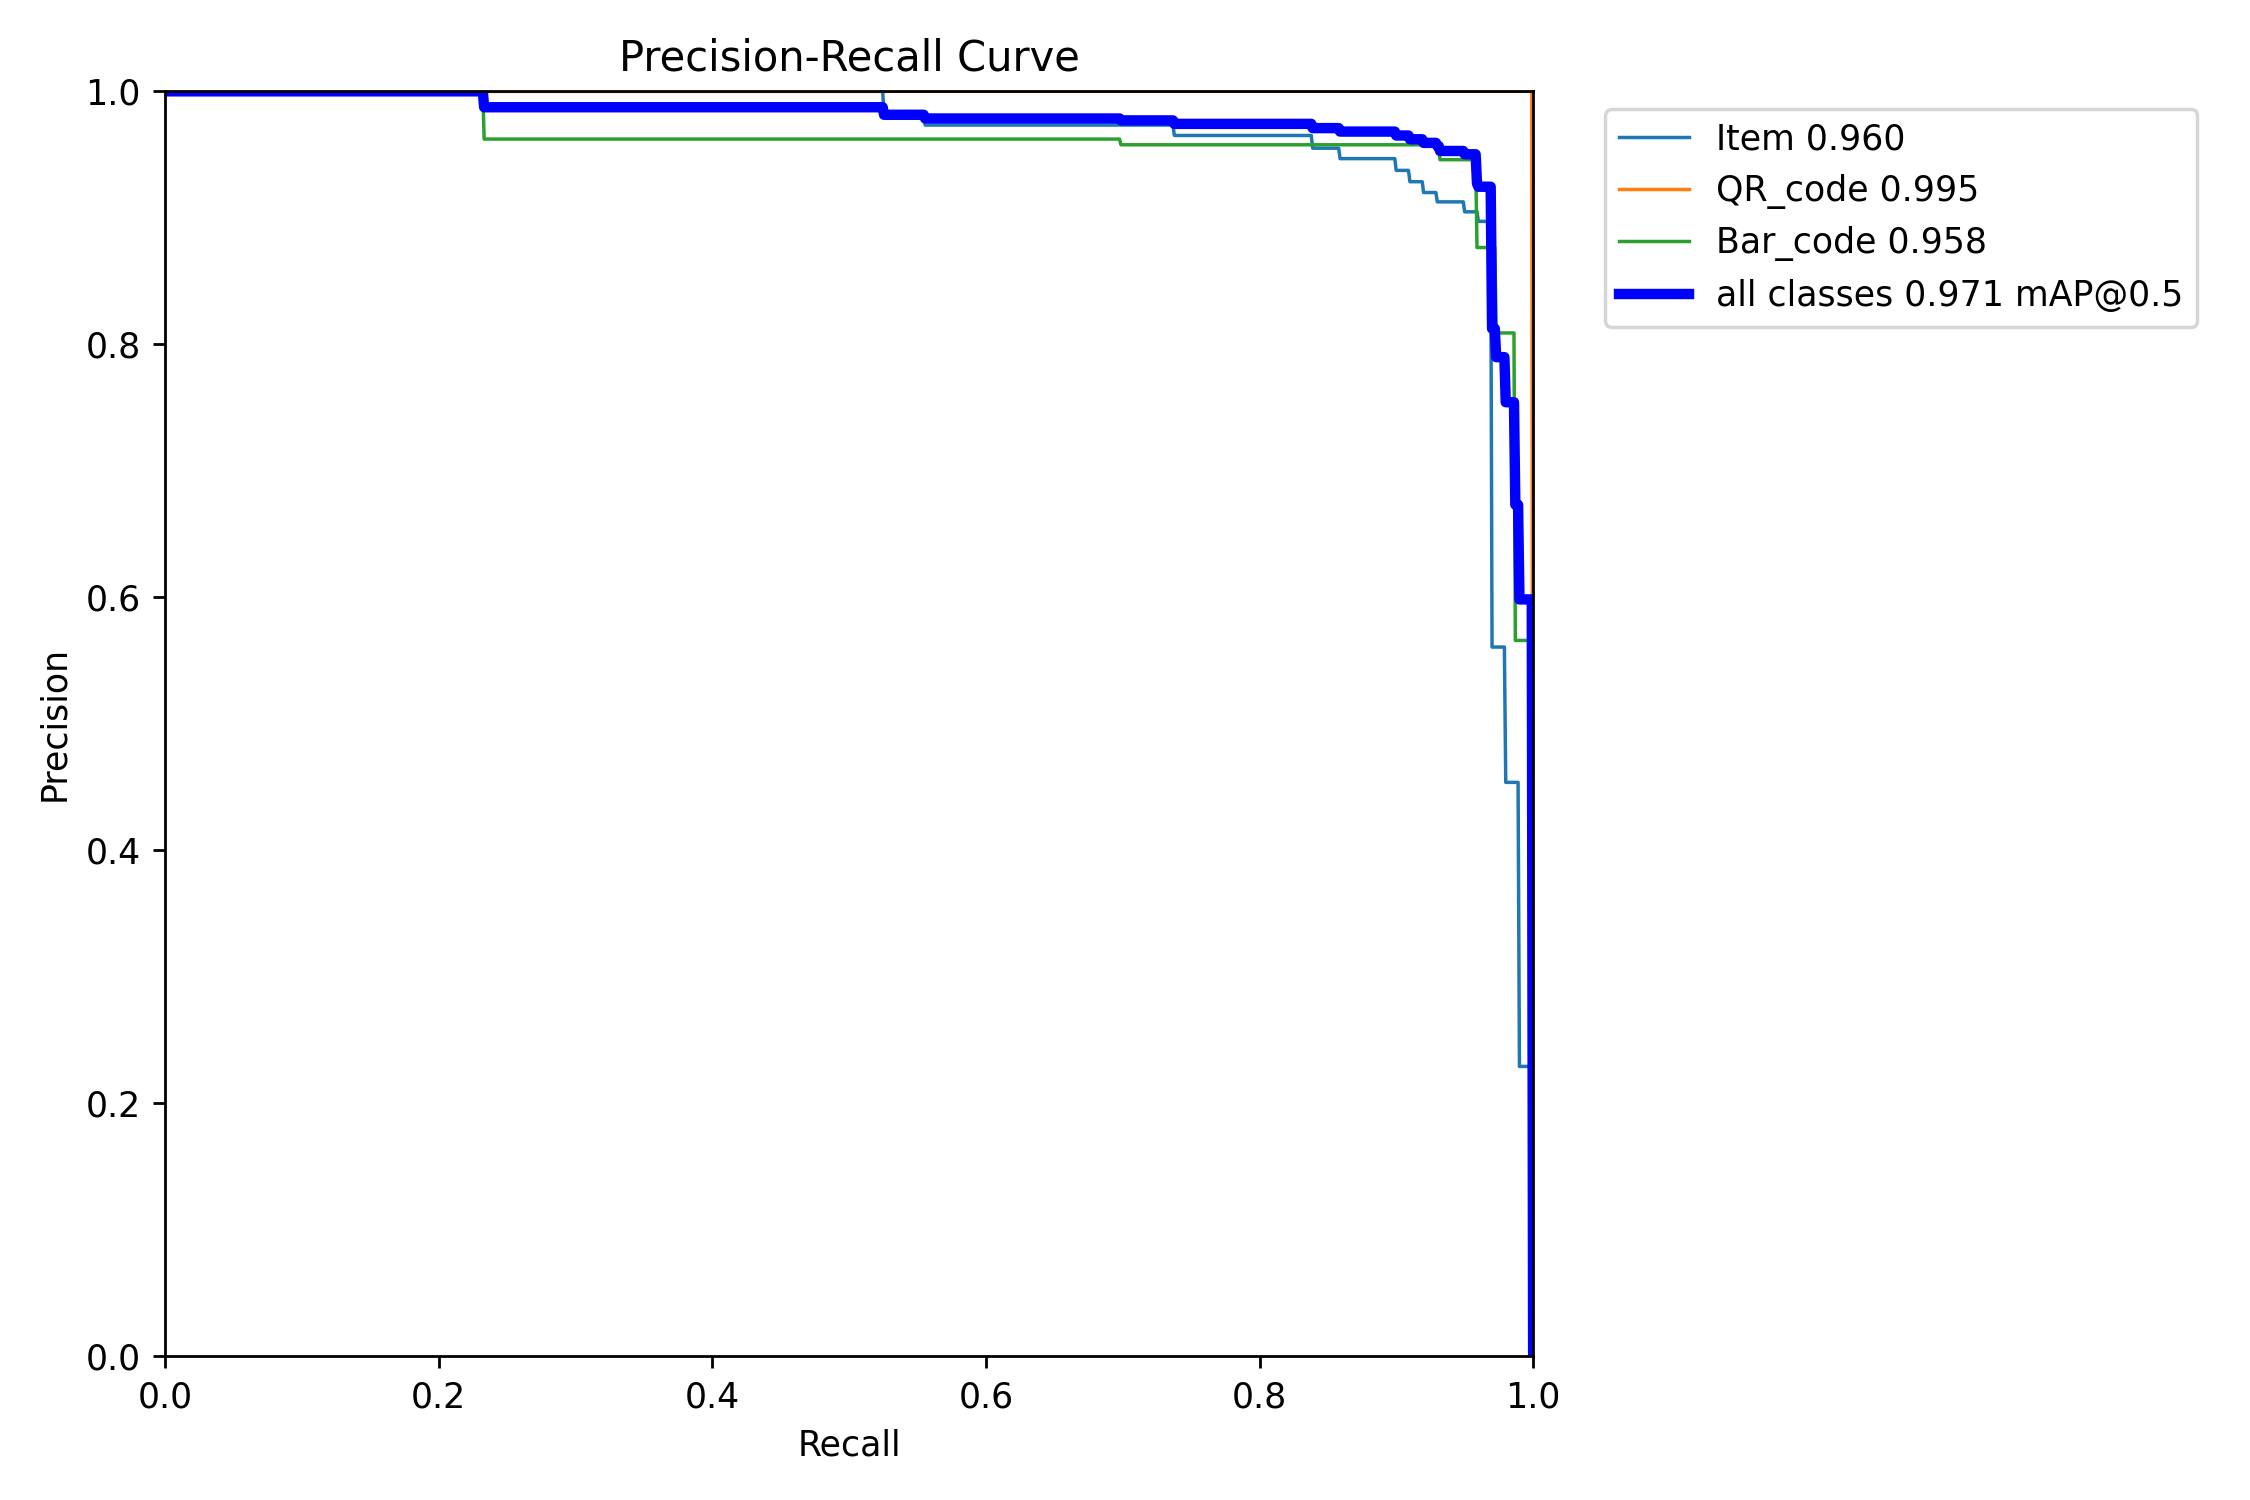 Precision-Recall Curve
1.0
0.8
0.6
0.4
0.2
0.0
Precision
0.0 0.2 0.4 0.6 0.8 1.0
Recall
Item 0.960
QR_code 0.995
Bar_code 0.958
all classes 0.971 mAP@0.5